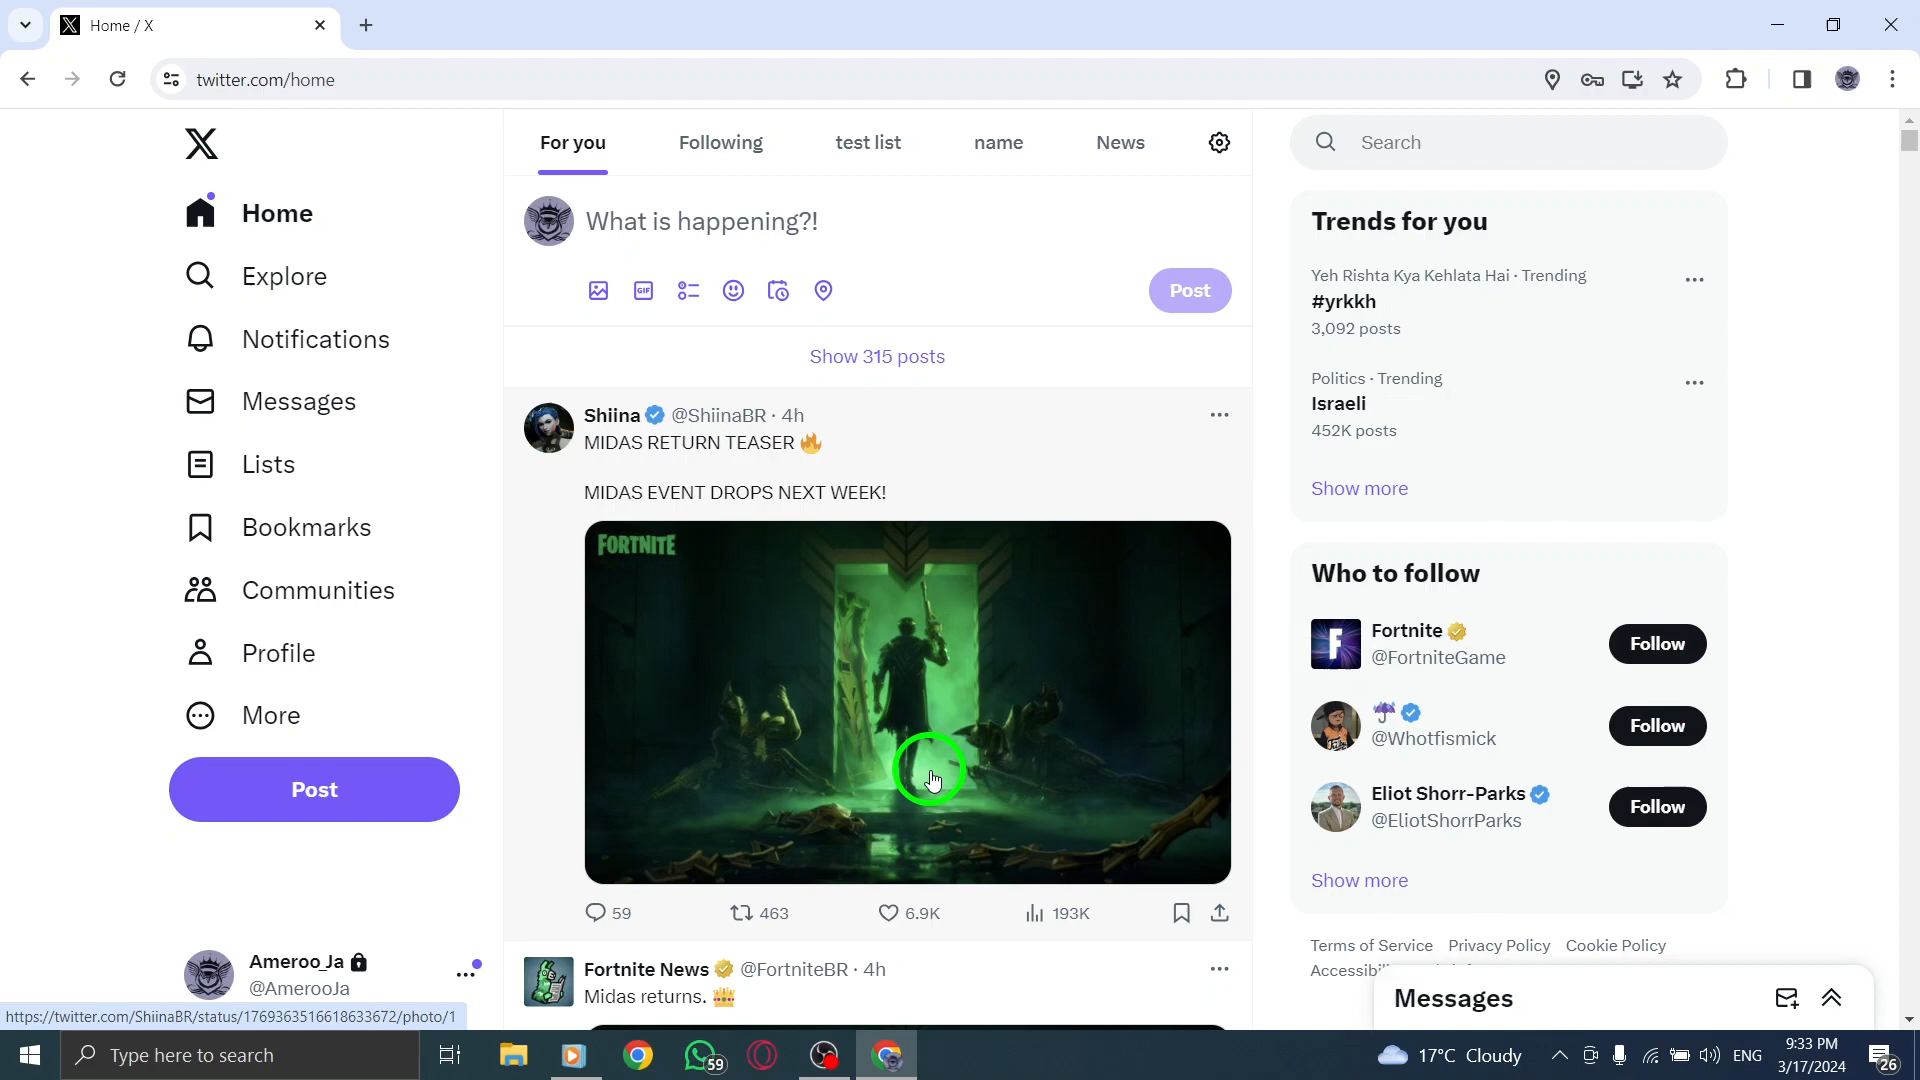 Home / X
twitter.com/home
For you
Following
test list
name
News
Search
Home
Explore
Notifications
Messages
Lists
Bookmarks
Communities
Profile
More
Post
Ameroo_Ja
@AmerooJa
https://twitter.com/ShiinaBR/status/1769363516618633672/photo/1
What is happening?!
GIF
Post
Show 315 posts
Shiina @ShiinaBR · 4h
MIDAS RETURN TEASER 🔥
MIDAS EVENT DROPS NEXT WEEK!
FORTNITE
59
463
6.9K
193K
Fortnite News @FortniteBR · 4h
Midas returns. 👑
Trends for you
Yeh Rishta Kya Kehlata Hai · Trending
#yrkkh
3,092 posts
Politics · Trending
Israeli
452K posts
Show more
Who to follow
Fortnite
@FortniteGame
Follow
☂️
@Whotfismick
Follow
Eliot Shorr-Parks
@EliotShorrParks
Follow
Show more
Terms of Service Privacy Policy Cookie Policy
Messages
Type here to search
59
17°C Cloudy
ENG
9:33 PM
3/17/2024
26